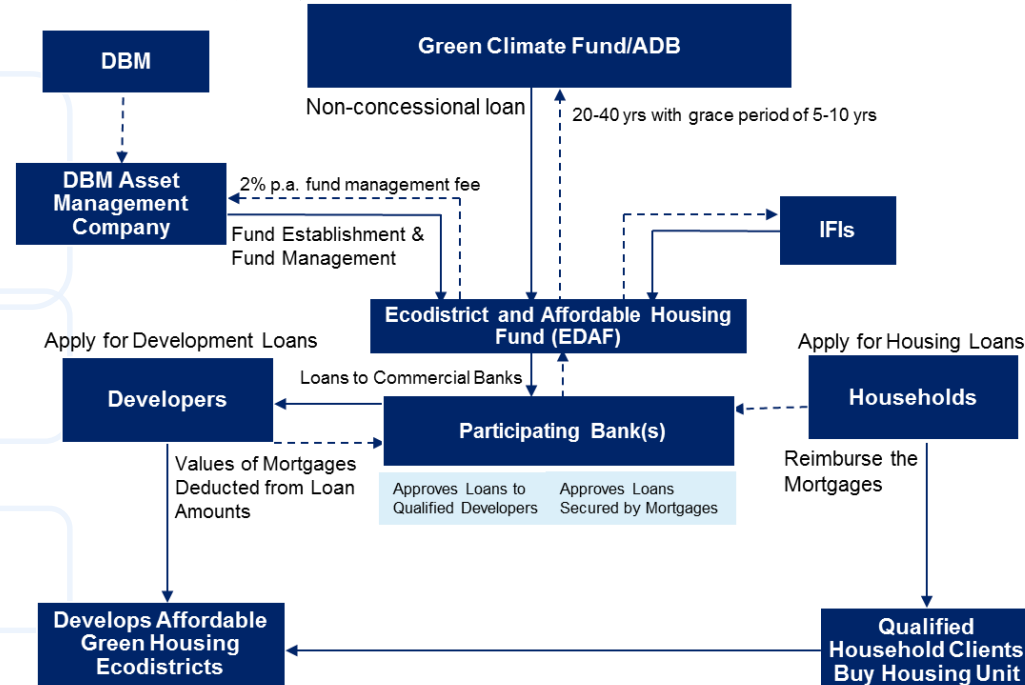 DBM
Green Climate Fund/ADB
Non-concessional loan
20-40 yrs with grace period of 5-10 yrs
DBM Asset
Management
Company
2% p.a. fund management fee
Fund Establishment &
Fund Management
IFIs
Ecodistrict and Affordable Housing
Fund (EDAF)
Apply for Development Loans
Apply for Housing Loans
Loans to Commercial Banks
Developers
Participating Bank(s)
Households
Values of Mortgages
Deducted from Loan
Amounts
Approves Loans to
Qualified Developers
Approves Loans
Secured by Mortgages
Reimburse the
Mortgages
Develops Affordable
Green Housing
Ecodistricts
Qualified
Household Clients
Buy Housing Unit